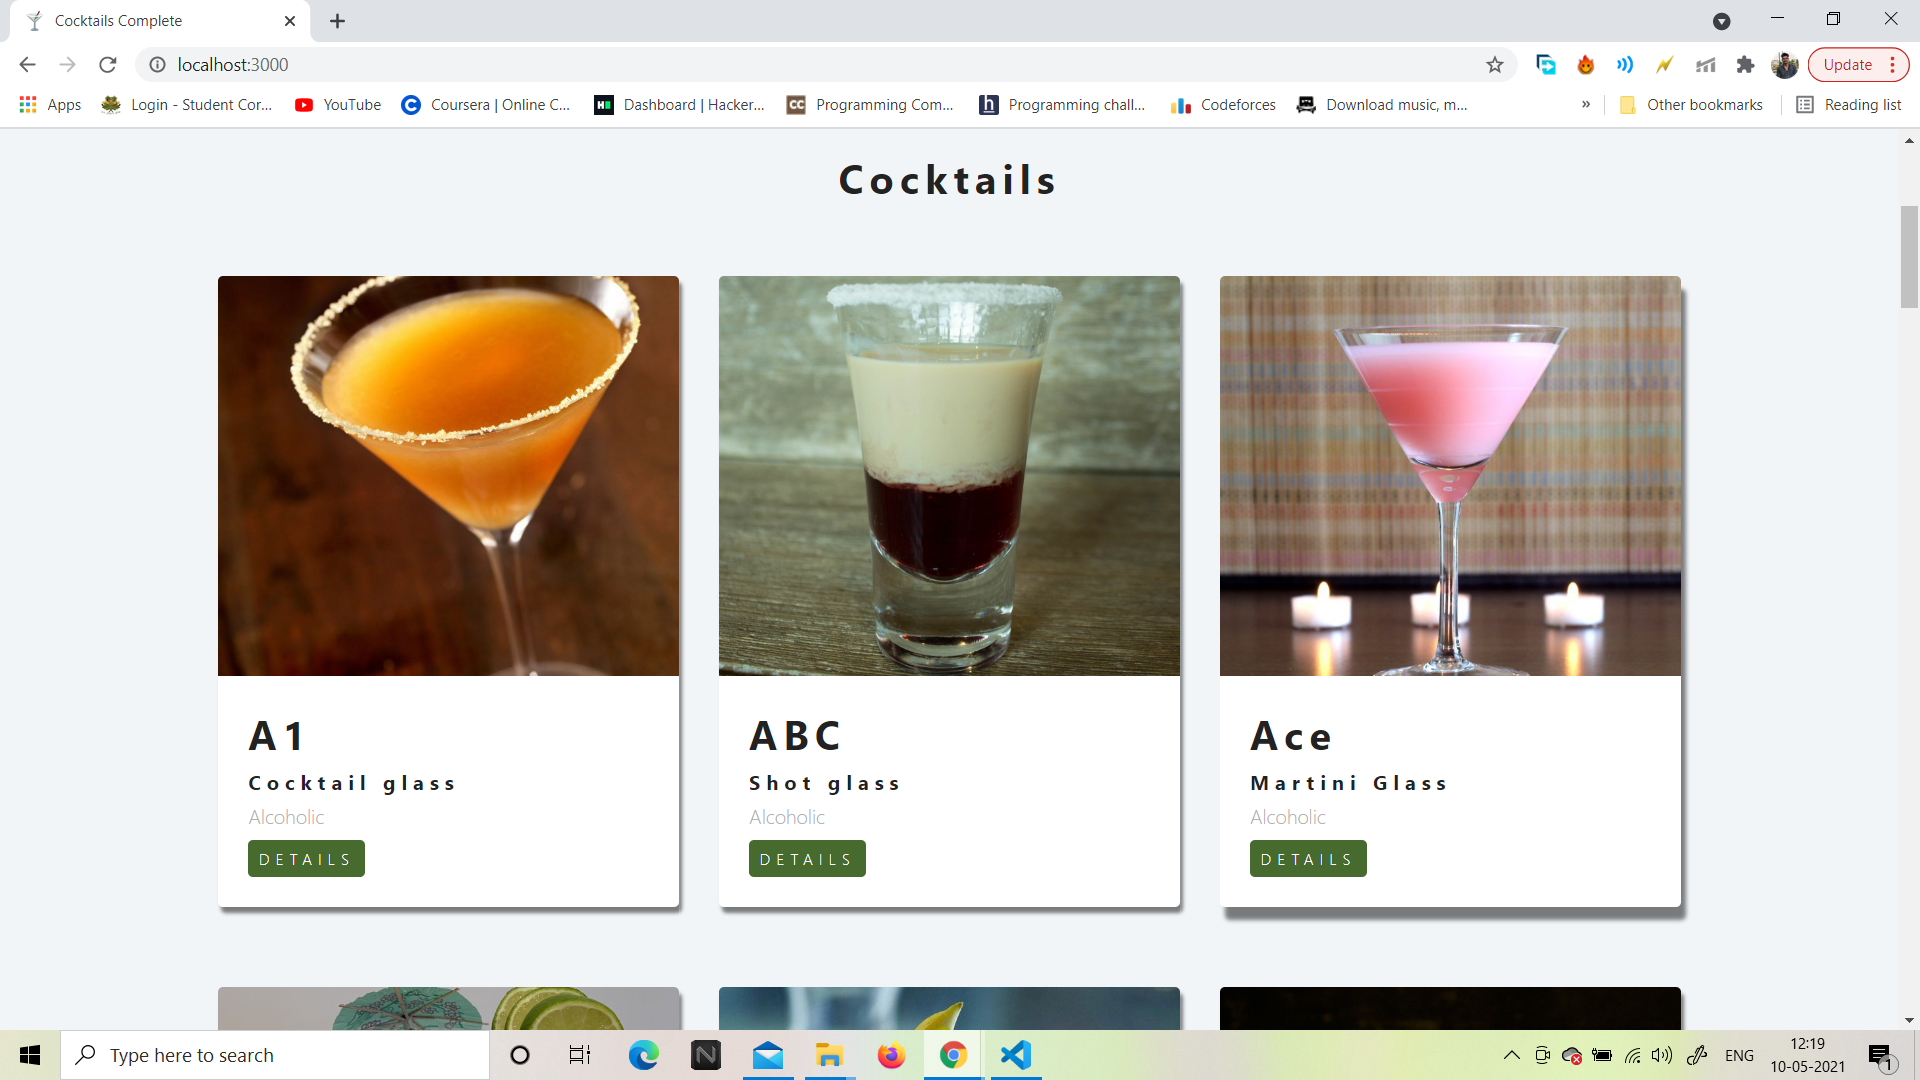 Cocktails Complete
localhost:3000
Update
Apps
Login - Student Cor...
YouTube
Coursera | Online C...
Dashboard | Hacker...
CC
Programming Com...
h
Programming chall...
Codeforces
Download music, m...
»
Other bookmarks
Reading list
Cocktails
A1
Cocktail glass
Alcoholic
DETAILS
ABC
Shot glass
Alcoholic
DETAILS
Ace
Martini Glass
Alcoholic
DETAILS
Type here to search
N
ENG
12:19
10-05-2021
1